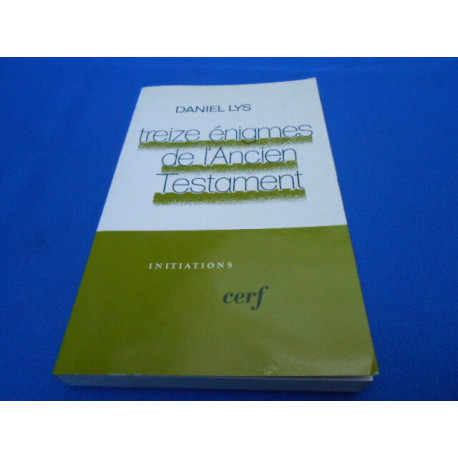 DANIEL LYS
treize énigmes
de l'Ancien
Testament
INITIATIONS
cerf